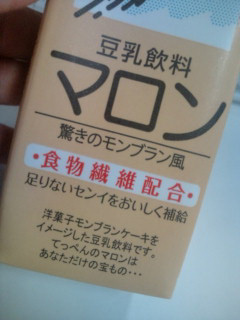 豆乳飲料
マロン
驚きのモンブラン風
・食物繊維配合・
足りないセンイをおいしく補給
洋菓子モンブランケーキを
イメージした豆乳飲料です。
てっぺんのマロンは
あなただけの宝もの・・・